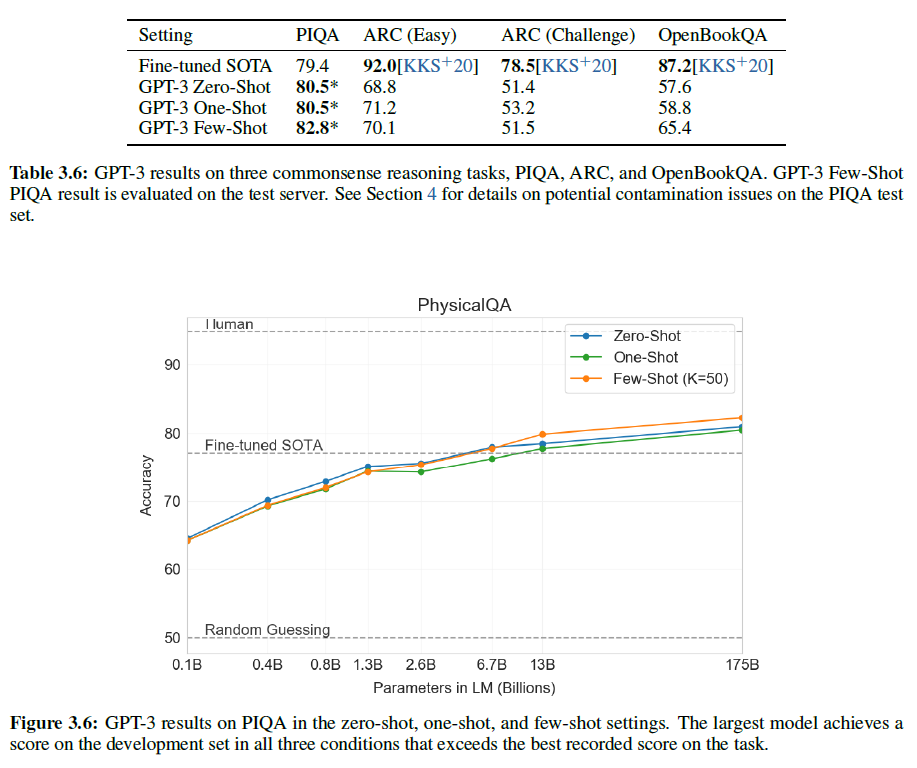 Setting PIQA ARC (Easy) ARC (Challenge) OpenBookQA
Fine-tuned SOTA 79.4 92.0[KKS+20] 78.5[KKS+20] 87.2[KKS+20]
GPT-3 Zero-Shot 80.5* 68.8 51.4 57.6
GPT-3 One-Shot 80.5* 71.2 53.2 58.8
GPT-3 Few-Shot 82.8* 70.1 51.5 65.4
Table 3.6: GPT-3 results on three commonsense reasoning tasks, PIQA, ARC, and OpenBookQA. GPT-3 Few-Shot
PIQA result is evaluated on the test server. See Section 4 for details on potential contamination issues on the PIQA test
set.
PhysicalQA
Human
Zero-Shot
One-Shot
Few-Shot (K=50)
90
80
Fine-tuned SOTA
Accuracy
70
60
Random Guessing
50
0.1B 0.4B 0.8B 1.3B 2.6B 6.7B 13B 175B
Parameters in LM (Billions)
Figure 3.6: GPT-3 results on PIQA in the zero-shot, one-shot, and few-shot settings. The largest model achieves a
score on the development set in all three conditions that exceeds the best recorded score on the task.